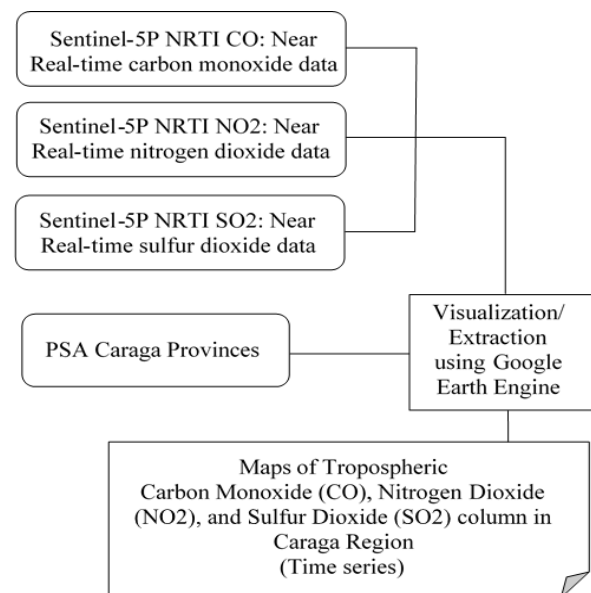 Sentinel-5P NRTI CO: Near
Real-time carbon monoxide data
Sentinel-5P NRTI NO2: Near
Real-time nitrogen dioxide data
Sentinel-5P NRTI SO2: Near
Real-time sulfur dioxide data
PSA Caraga Provinces
Visualization/
Extraction
using Google
Earth Engine
Maps of Tropospheric
Carbon Monoxide (CO), Nitrogen Dioxide
(NO2), and Sulfur Dioxide (SO2) column in
Caraga Region
(Time series)